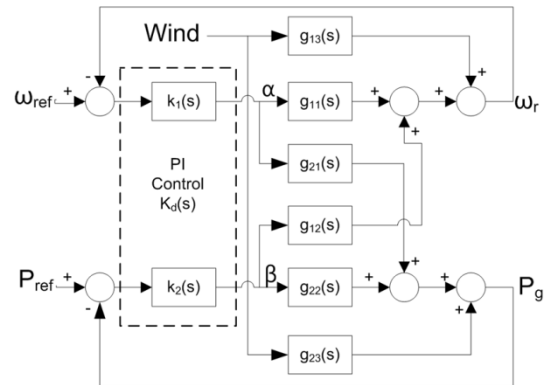 Wind
g13(s)
-
+
ωref
+
k1(s)
α
g11(s)
+
+
+
ωr
PI
Control
Kd(s)
g21(s)
g12(s)
+
Pref
+
-
k2(s)
β
g22(s)
+
+
+
+
Pg
g23(s)